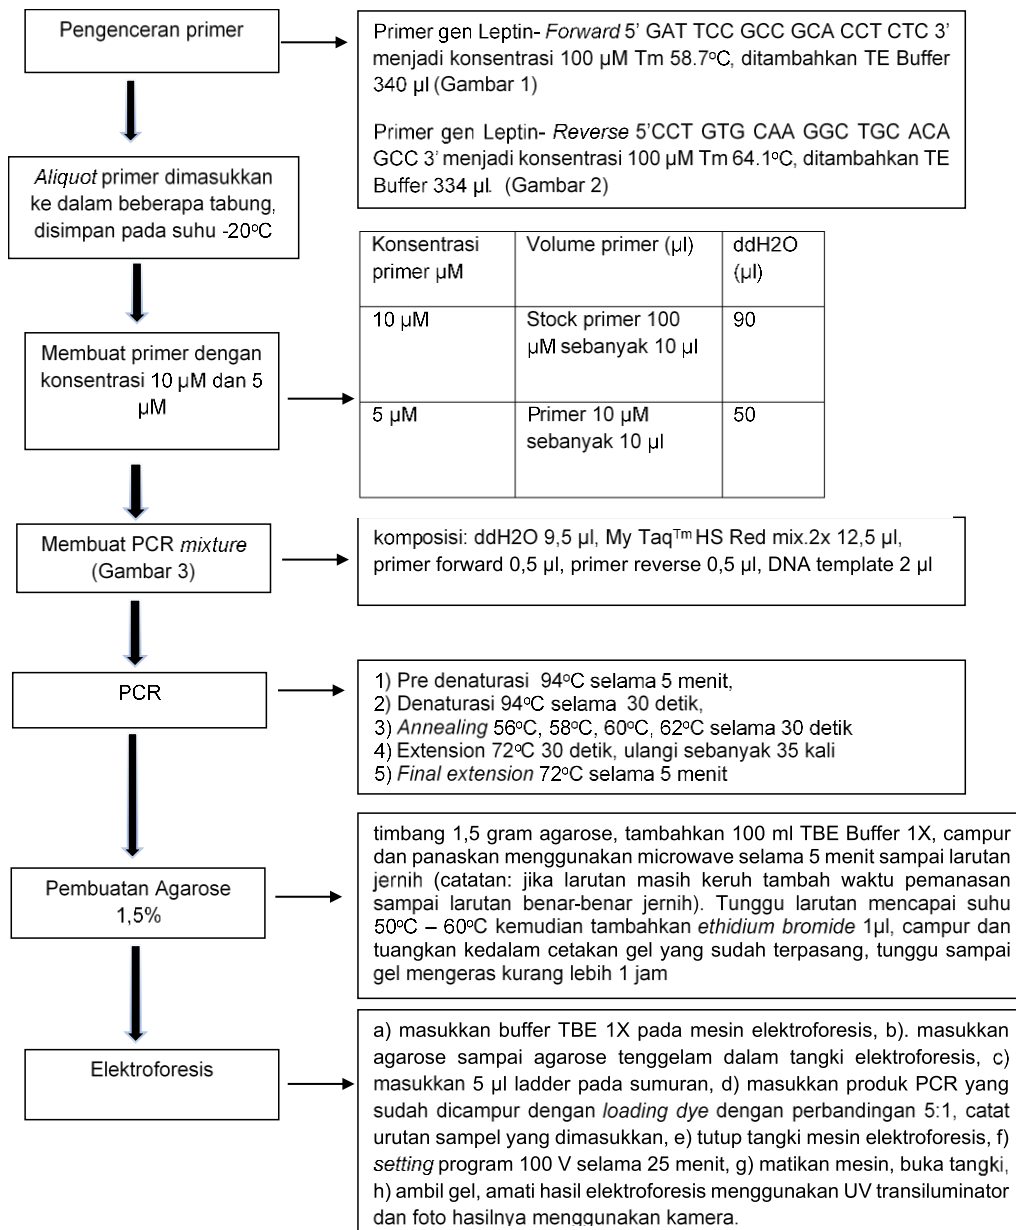 Pengenceran primer
Primer gen Leptin- Forward 5' GAT TCC GCC GCA CCT CTC 3'
menjadi konsentrasi 100 µM Tm 58.7ºC, ditambahkan TE Buffer
340 µl (Gambar 1)
Primer gen Leptin- Reverse 5'CCT GTG CAA GGC TGC ACA
GCC 3' menjadi konsentrasi 100 µM Tm 64.1ºC, ditambahkan TE
Buffer 334 µl. (Gambar 2)
Aliquot primer dimasukkan
ke dalam beberapa tabung,
disimpan pada suhu -20ºC
Membuat primer dengan
konsentrasi 10 µM dan 5
µM
Konsentrasi
primer µM
Volume primer (µl)
ddH2O
(µl)
10 µM
Stock primer 100
µM sebanyak 10 µl
90
5 µM
Primer 10 µM
sebanyak 10 µl
50
Membuat PCR mixture
(Gambar 3)
komposisi: ddH2O 9,5 µl, My Taq™ HS Red mix.2x 12,5 µl,
primer forward 0,5 µl, primer reverse 0,5 µl, DNA template 2 µl
PCR
1) Pre denaturasi 94ºC selama 5 menit,
2) Denaturasi 94ºC selama 30 detik,
3) Annealing 56ºC, 58ºC, 60ºC, 62ºC selama 30 detik
4) Extension 72ºC 30 detik, ulangi sebanyak 35 kali
5) Final extension 72ºC selama 5 menit
Pembuatan Agarose
1,5%
timbang 1,5 gram agarose, tambahkan 100 ml TBE Buffer 1X, campur
dan panaskan menggunakan microwave selama 5 menit sampai larutan
jernih (catatan: jika larutan masih keruh tambah waktu pemanasan
sampai larutan benar-benar jernih). Tunggu larutan mencapai suhu
50ºC – 60ºC kemudian tambahkan ethidium bromide 1µl, campur dan
tuangkan kedalam cetakan gel yang sudah terpasang, tunggu sampai
gel mengeras kurang lebih 1 jam
Elektroforesis
a) masukkan buffer TBE 1X pada mesin elektroforesis, b). masukkan
agarose sampai agarose tenggelam dalam tangki elektroforesis, c)
masukkan 5 µl ladder pada sumuran, d) masukkan produk PCR yang
sudah dicampur dengan loading dye dengan perbandingan 5:1, catat
urutan sampel yang dimasukkan, e) tutup tangki mesin elektroforesis, f)
setting program 100 V selama 25 menit, g) matikan mesin, buka tangki,
h) ambil gel, amati hasil elektroforesis menggunakan UV transiluminator
dan foto hasilnya menggunakan kamera.